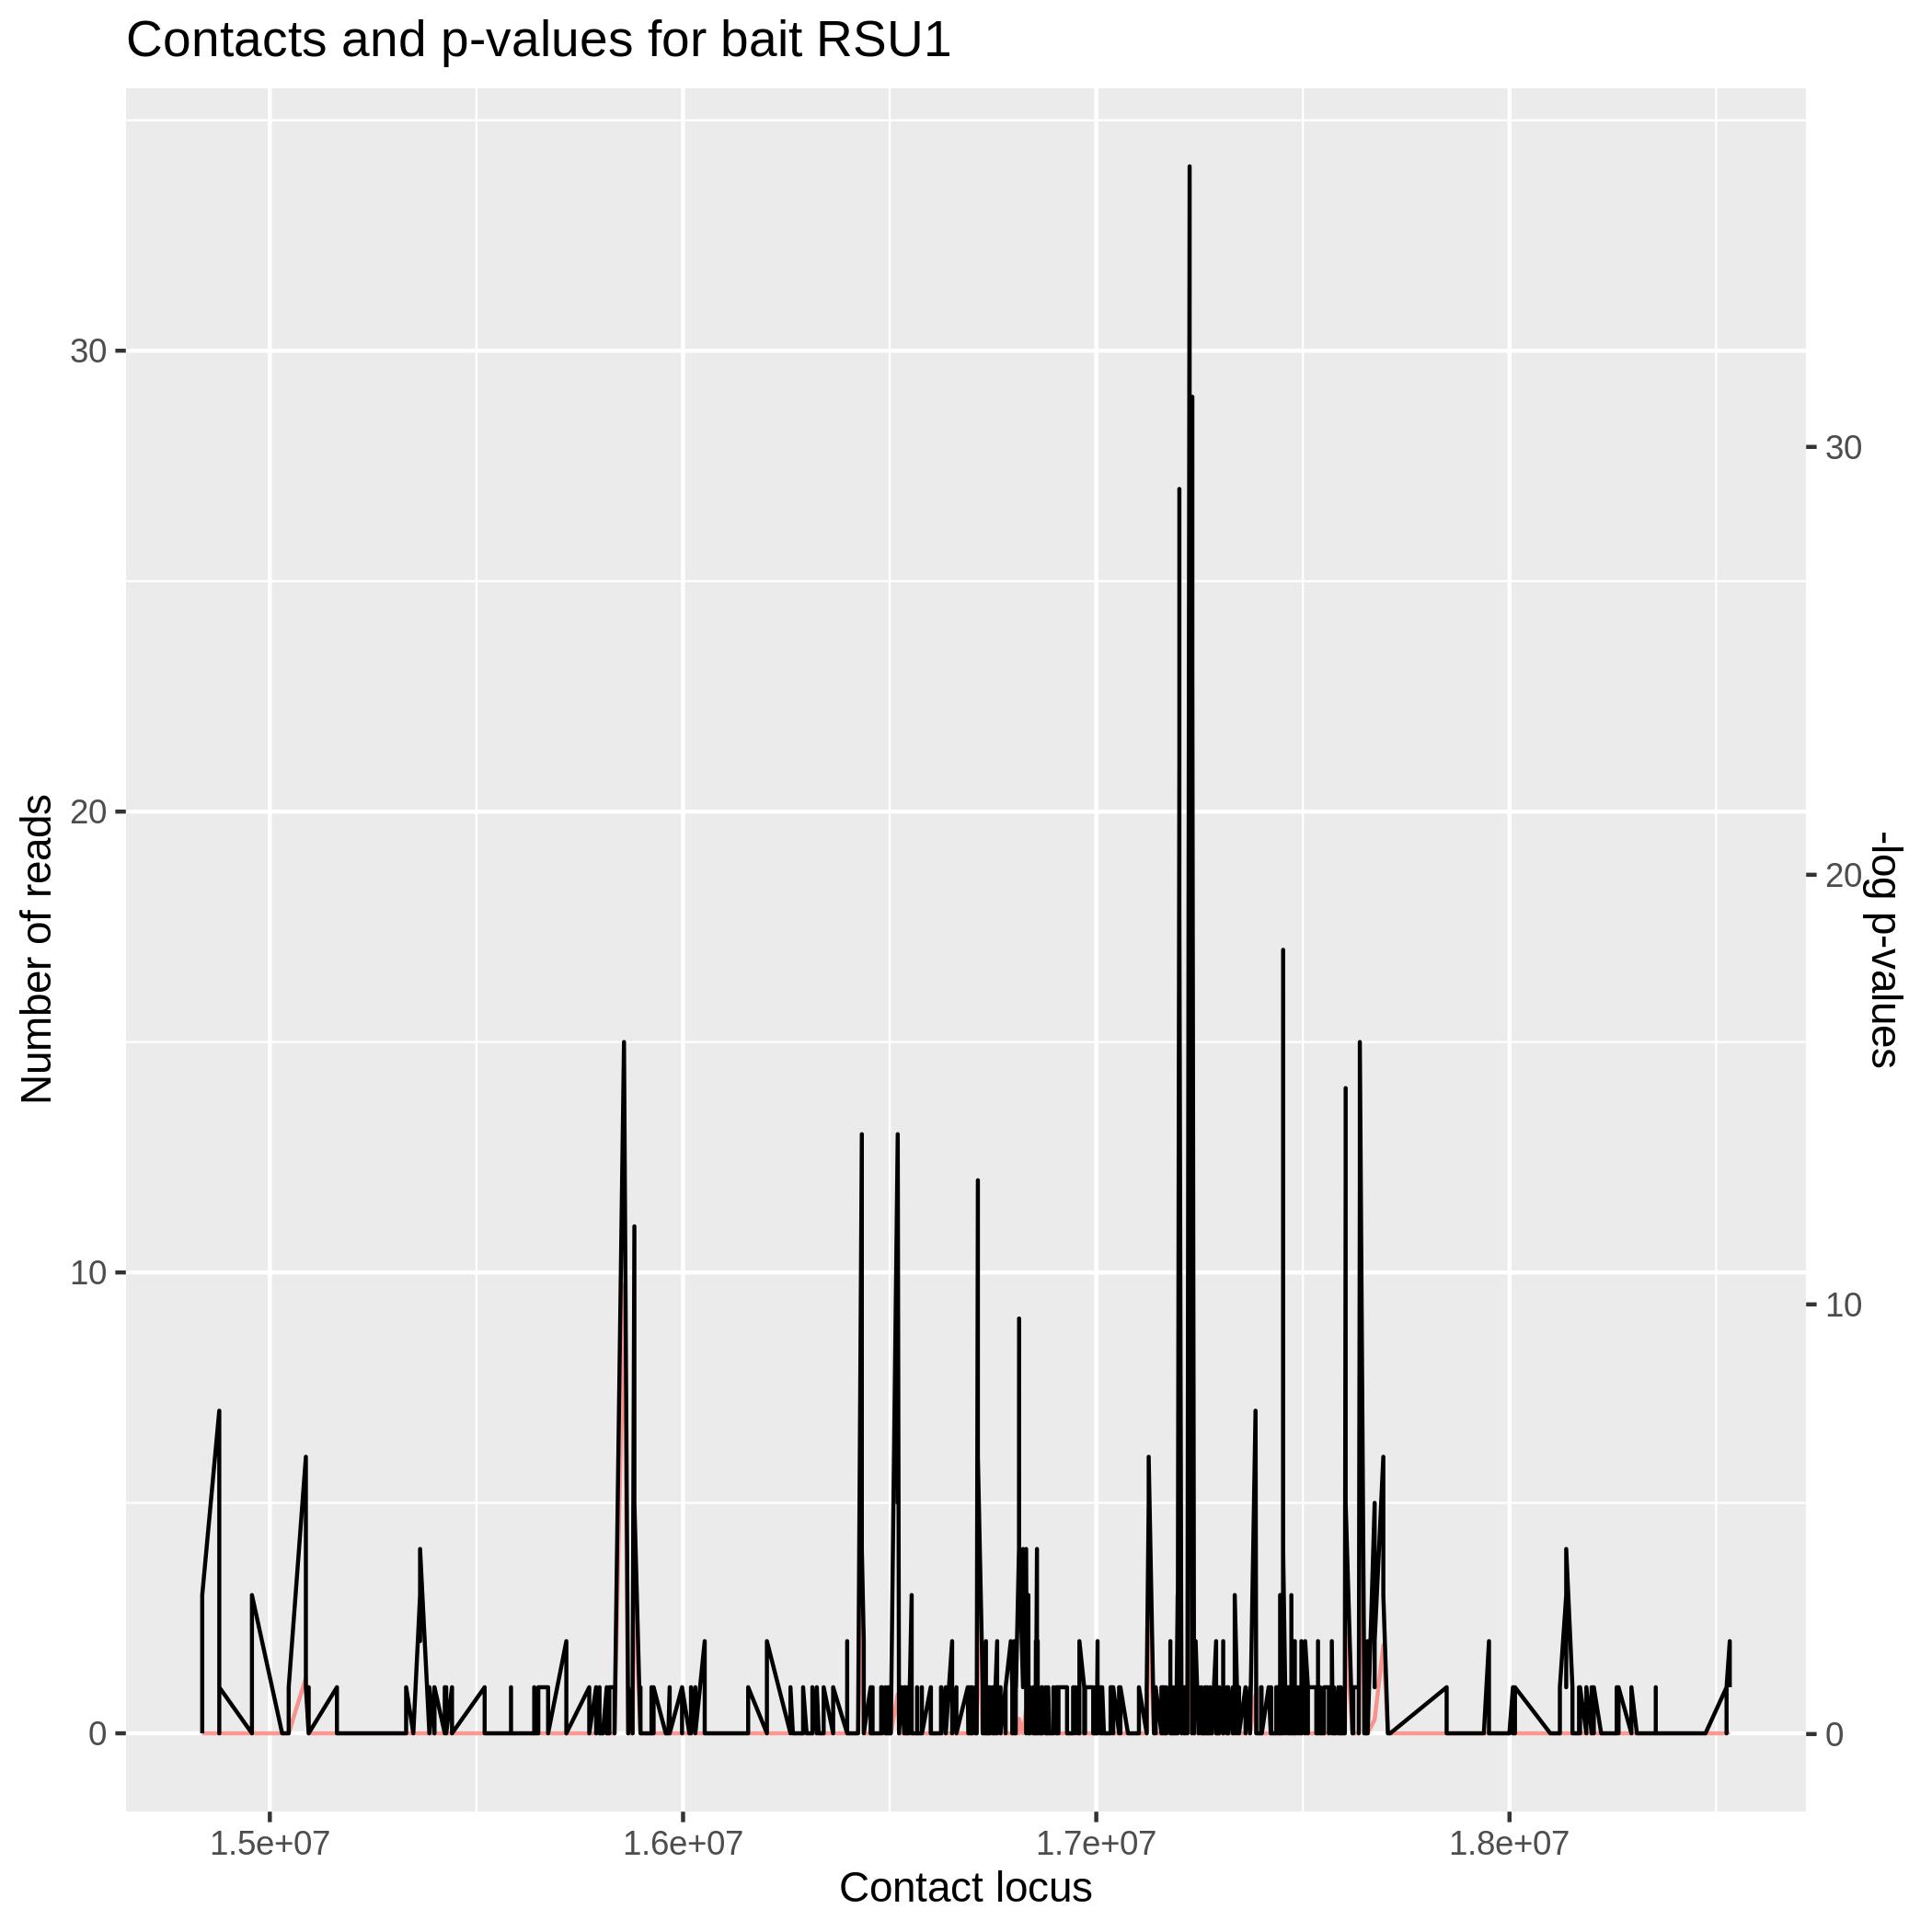 Contacts and p-values for bait RSU1
Number of reads
30
20
10
0
30
20
10
0
-log p-values
1.5e+07
1.6e+07
1.7e+07
1.8e+07
Contact locus